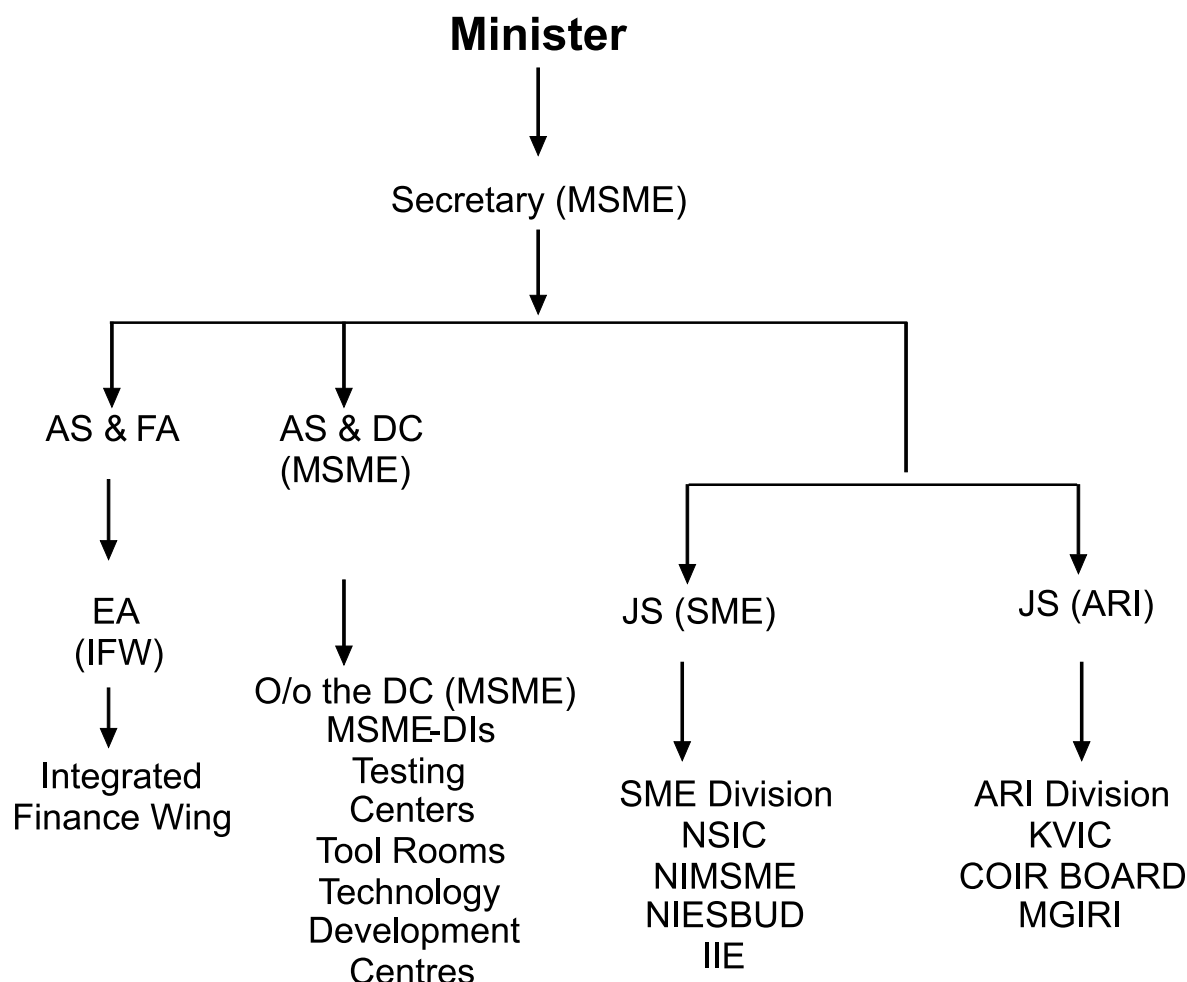 Minister
Secretary (MSME)
AS & FA
AS & DC
(MSME)
EA
(IFW)
JS (SME)
JS (ARI)
Integrated
Finance Wing
O/o the DC (MSME)
MSME-DIs
Testing
Centers
Tool Rooms
Technology
Development
Centres
SME Division
NSIC
NIMSME
NIESBUD
IIE
ARI Division
KVIC
COIR BOARD
MGIRI